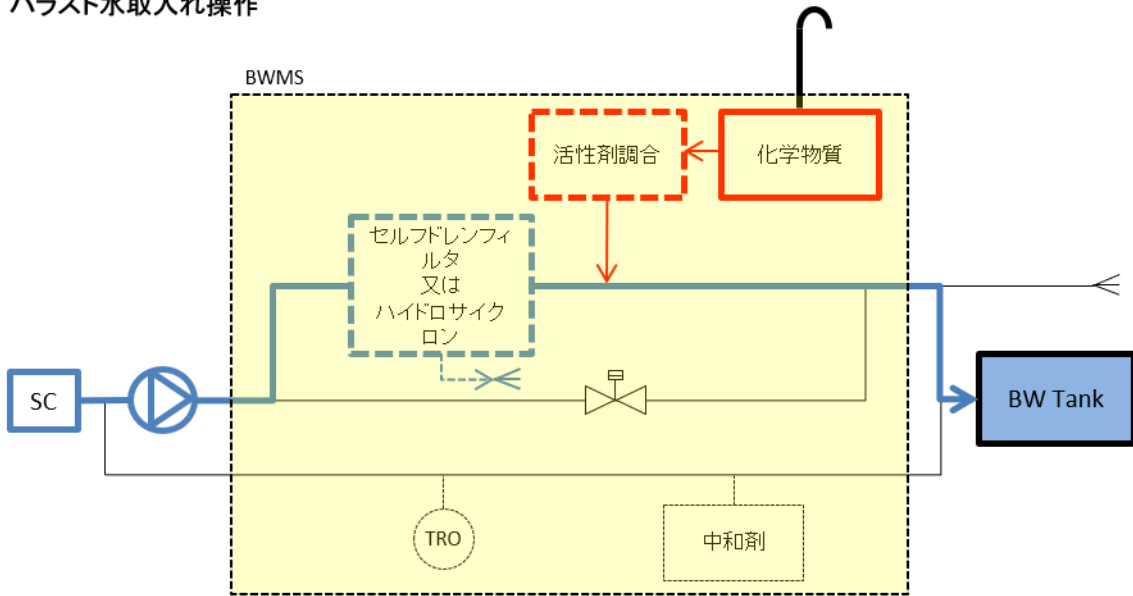 バラスト水取入れ操作
BWMS
活性剤調合
化学物質
セルフドレンフィ
ルタ
又は
ハイドロサイク
ロン
SC
BW Tank
TRO
中和剤